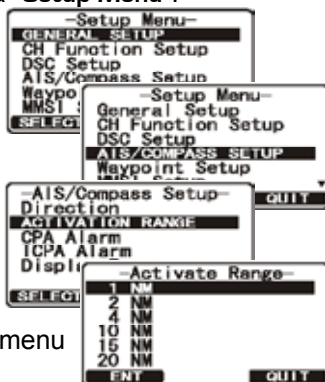 Setup Menu
-Setup Menu-
GENERAL SETUP
CH Function Setup
DSC Setup
AIS/Compass Setup
Waypo
MMSI
SELECT
-Setup Menu-
General Setup
CH Function Setup
DSC Setup
AIS/COMPASS SETUP
Waypoint Setup
QUIT
-AIS/Compass Setup-
Direction
ACTIVATION RANGE
CPA Alarm
TCPA Alarm
Displ
SELECT
-Activate Range-
1 NM
2 NM
4 NM
10 NM
15 NM
20 NM
ENT QUIT
menu